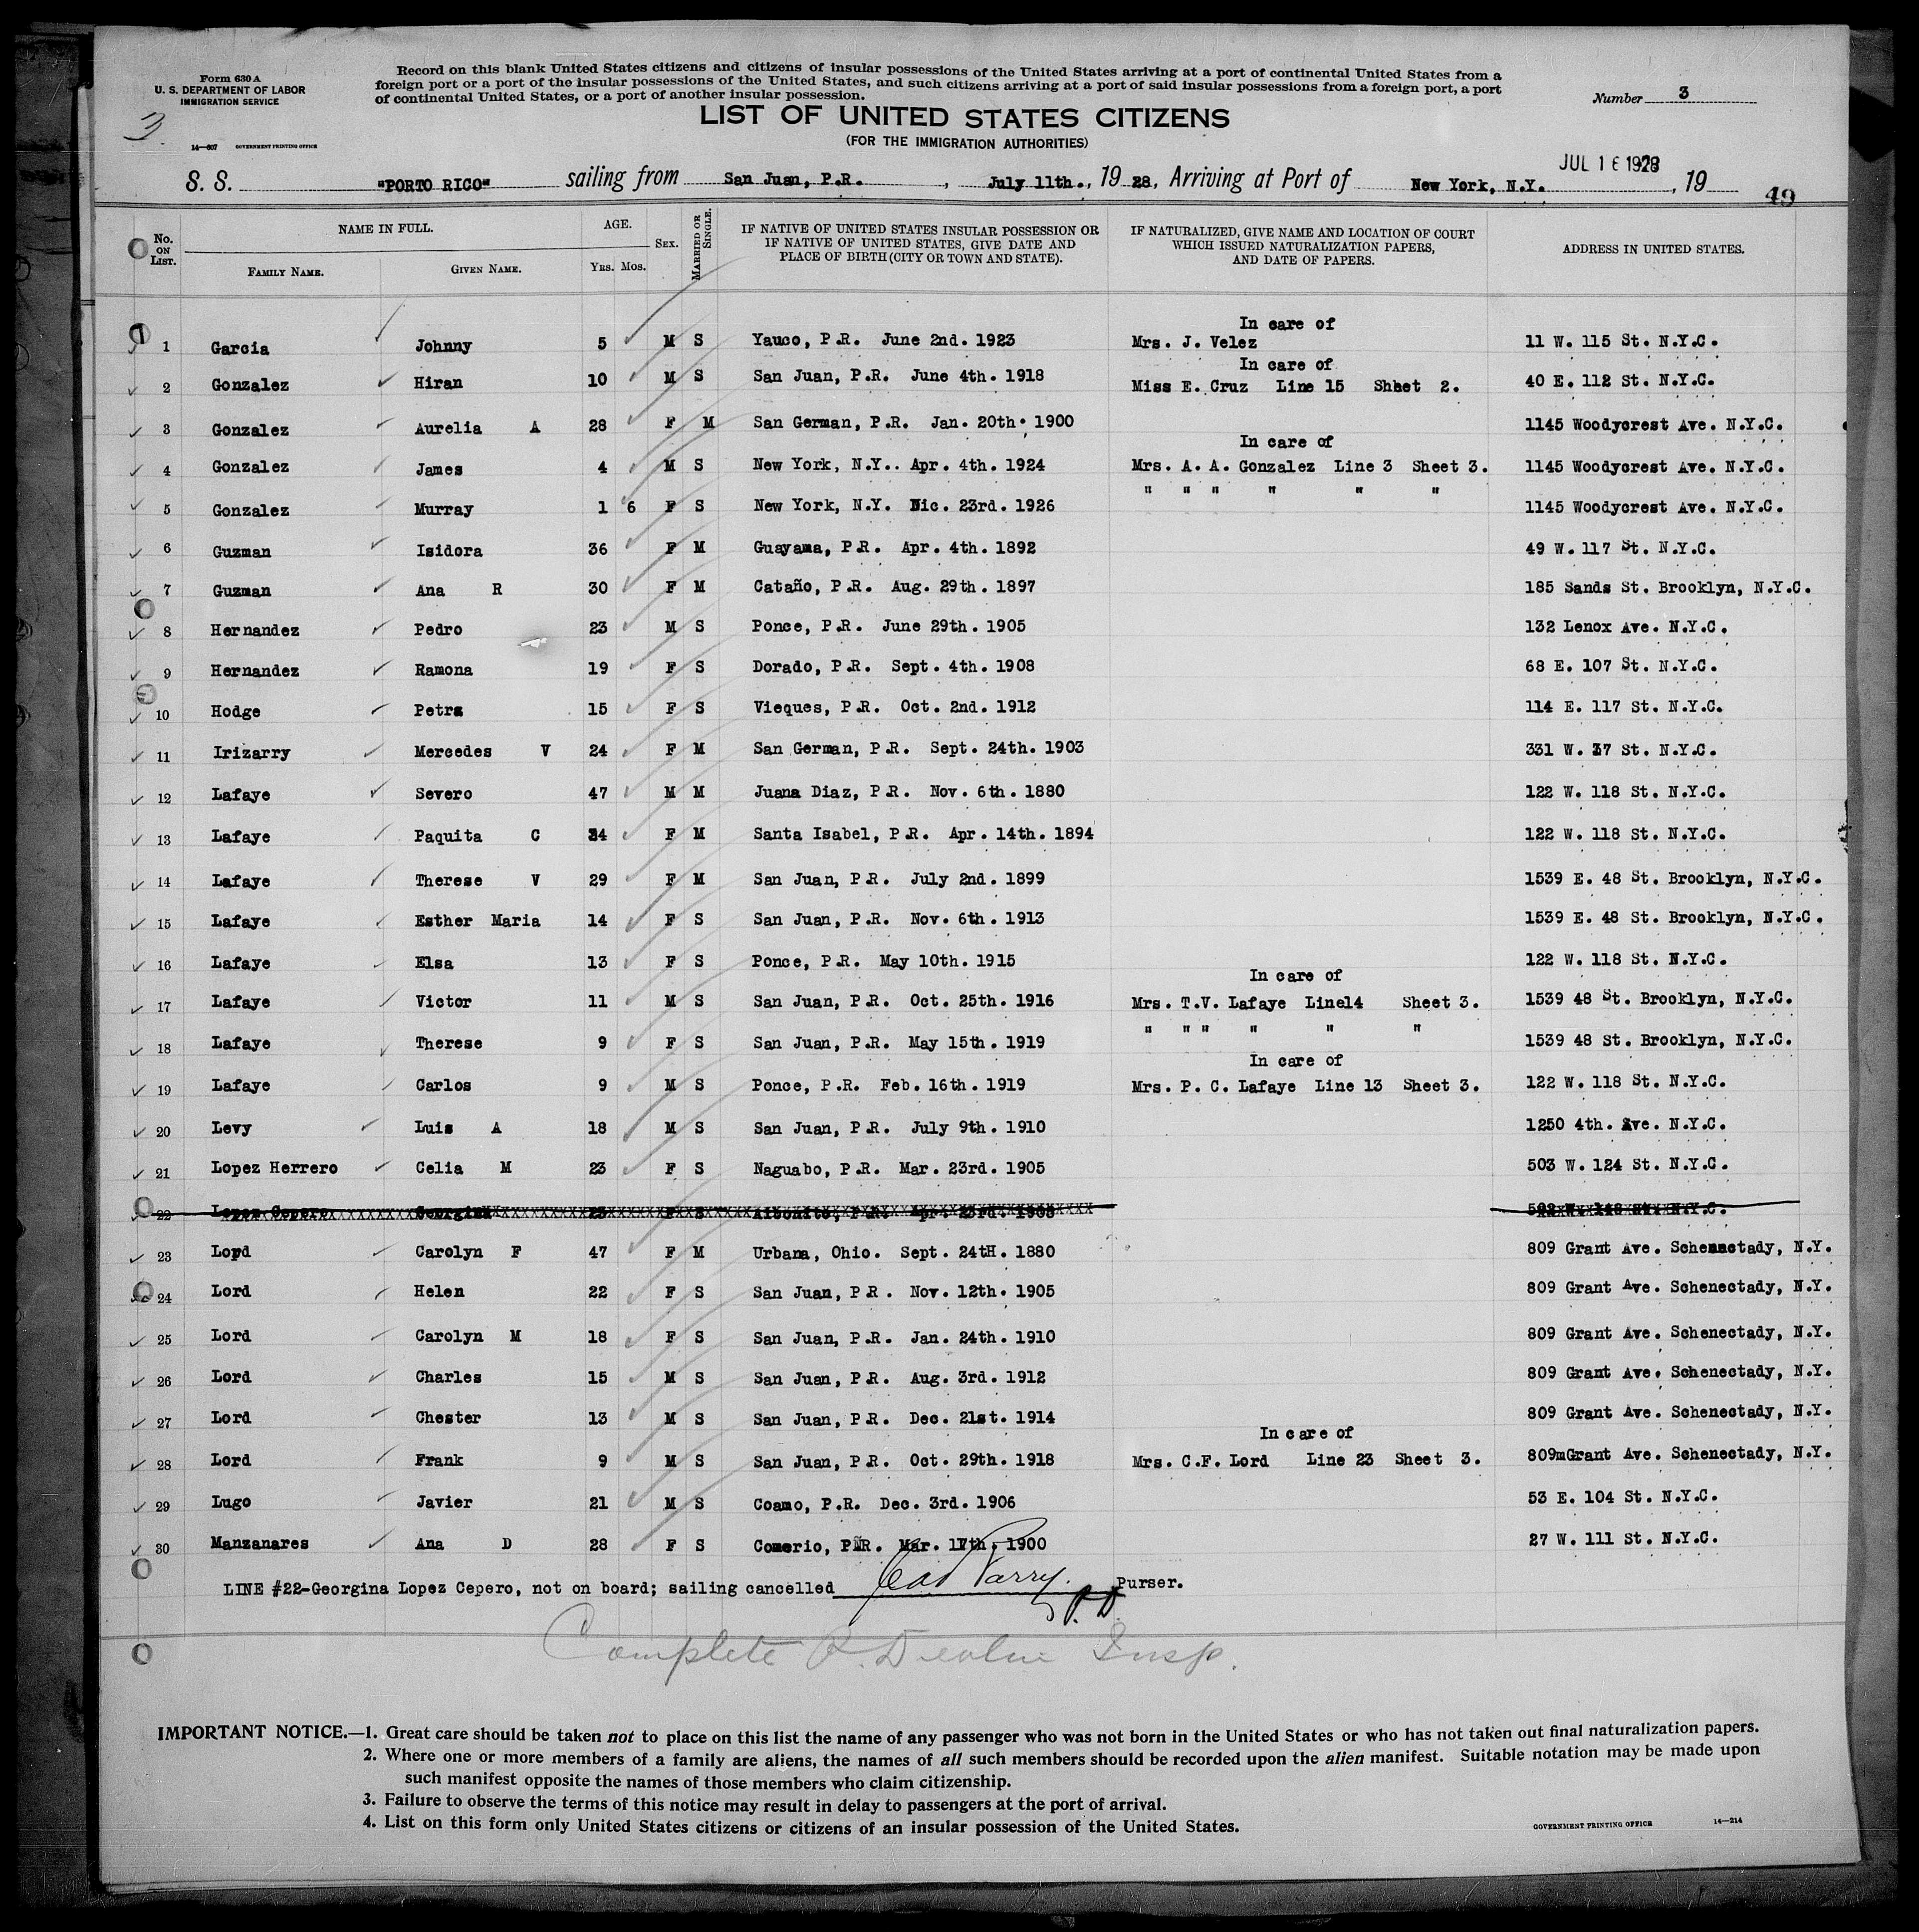 Form 630 A
U. S. DEPARTMENT OF LABOR
IMMIGRATION SERVICE
14—607 GOVERNMENT PRINTING OFFICE
3
Record on this blank United States citizens and citizens of insular possessions of the United States arriving at a port of continental United States from a
foreign port or a port of the insular possessions of the United States, and such citizens arriving at a port of said insular possessions from a foreign port, a port
of continental United States, or a port of another insular possession.
Number 3
LIST OF UNITED STATES CITIZENS
(FOR THE IMMIGRATION AUTHORITIES)
JUL 16 1928
S. S. "PORTO RICO" sailing from San Juan, P.R. , July 11th., 1928, Arriving at Port of New York, N.Y. , 19
49
No. ON LIST. NAME IN FULL. FAMILY NAME. GIVEN NAME. AGE. YRS. MOS. SEX. MARRIED OR SINGLE. IF NATIVE OF UNITED STATES INSULAR POSSESSION OR IF NATIVE OF UNITED STATES, GIVE DATE AND PLACE OF BIRTH (CITY OR TOWN AND STATE). IF NATURALIZED, GIVE NAME AND LOCATION OF COURT WHICH ISSUED NATURALIZATION PAPERS, AND DATE OF PAPERS. ADDRESS IN UNITED STATES.
In care of
1 Garcia Johnny 5 M S Yauco, P.R. June 2nd. 1923 Mrs. J. Velez 11 W. 115 St. N.Y.C.
In care of
2 Gonzalez Hiran 10 M S San Juan, P.R. June 4th. 1918 Miss E. Cruz Line 15 Shhet 2. 40 E. 112 St. N.Y.C.
3 Gonzalez Aurelia A 28 F M San German, P.R. Jan. 20th. 1900 1145 Woodycrest Ave. N.Y.C.
In care of
4 Gonzalez James 4 M S New York, N.Y.. Apr. 4th. 1924 Mrs. A. A. Gonzalez Line 3 Sheet 3. 1145 Woodycrest Ave. N.Y.C.
" " " " " "
5 Gonzalez Murray 1 6 F S New York, N.Y. Dic. 23rd. 1926 1145 Woodycrest Ave. N.Y.C.
6 Guzman Isidora 36 F M Guayama, P.R. Apr. 4th. 1892 49 W. 117 St. N.Y.C.
7 Guzman Ana R 30 F M Cataño, P.R. Aug. 29th. 1897 185 Sands St. Brooklyn, N.Y.C.
8 Hernandez Pedro 23 M S Ponce, P.R. June 29th. 1905 132 Lenox Ave. N.Y.C.
9 Hernandez Ramona 19 F S Dorado, P.R. Sept. 4th. 1908 68 E. 107 St. N.Y.C.
10 Hodge Petra 15 F S Vieques, P.R. Oct. 2nd. 1912 114 E. 117 St. N.Y.C.
11 Irizarry Mercedes V 24 F M San German, P.R. Sept. 24th. 1903 331 W. 37 St. N.Y.C.
12 Lafaye Severo 47 M M Juana Diaz, P.R. Nov. 6th. 1880 122 W. 118 St. N.Y.C.
13 Lafaye Paquita C 34 F M Santa Isabel, P.R. Apr. 14th. 1894 122 W. 118 St. N.Y.C.
14 Lafaye Therese V 29 F M San Juan, P.R. July 2nd. 1899 1539 E. 48 St. Brooklyn, N.Y.C.
15 Lafaye Esther Maria 14 F S San Juan, P.R. Nov. 6th. 1913 1539 E. 48 St. Brooklyn, N.Y.C.
16 Lafaye Elsa 13 F S Ponce, P.R. May 10th. 1915 122 W. 118 St. N.Y.C.
In care of
17 Lafaye Victor 11 M S San Juan, P.R. Oct. 25th. 1916 Mrs. T.V. Lafaye Line14 Sheet 3. 1539 48 St. Brooklyn, N.Y.C.
" " " " " "
18 Lafaye Therese 9 F S San Juan, P.R. May 15th. 1919 1539 48 St. Brooklyn, N.Y.C.
In care of
19 Lafaye Carlos 9 M S Ponce, P.R. Feb. 16th. 1919 Mrs. P. C. Lafaye Line 13 Sheet 3. 122 W. 118 St. N.Y.C.
20 Levy Luis A 18 M S San Juan, P.R. July 9th. 1910 1250 4th. Ave. N.Y.C.
21 Lopez Herrero Celia M 23 F S Naguabo, P.R. Mar. 23rd. 1905 503 W. 124 St. N.Y.C.
22 Lopez Cepero Georgina F S Aibonito, P.R. Apr. 23rd.
23 Lord Carolyn F 47 F M Urbana, Ohio. Sept. 24tH. 1880 809 Grant Ave. Schenectady, N.Y.
24 Lord Helen 22 F S San Juan, P.R. Nov. 12th. 1905 809 Grant Ave. Schenectady, N.Y.
25 Lord Carolyn M 18 F S San Juan, P.R. Jan. 24th. 1910 809 Grant Ave. Schenectady, N.Y.
26 Lord Charles 15 M S San Juan, P.R. Aug. 3rd. 1912 809 Grant Ave. Schenectady, N.Y.
27 Lord Chester 13 M S San Juan, P.R. Dec. 21st. 1914 809 Grant Ave. Schenectady, N.Y.
In care of
28 Lord Frank 9 M S San Juan, P.R. Oct. 29th. 1918 Mrs. C.F. Lord Line 23 Sheet 3. 809mGrant Ave. Schenectady, N.Y.
29 Lugo Javier 21 M S Coamo, P.R. Dec. 3rd. 1906 53 E. 104 St. N.Y.C.
30 Manzanares Ana D 28 F S Comerio, P.R. Mar. 17th. 1900 27 W. 111 St. N.Y.C.
LINE #22-Georgina Lopez Cepero, not on board; sailing cancelled Purser.
Complete Insp.
IMPORTANT NOTICE.—1. Great care should be taken not to place on this list the name of any passenger who was not born in the United States or who has not taken out final naturalization papers.
2. Where one or more members of a family are aliens, the names of all such members should be recorded upon the alien manifest. Suitable notation may be made upon
such manifest opposite the names of those members who claim citizenship.
3. Failure to observe the terms of this notice may result in delay to passengers at the port of arrival.
4. List on this form only United States citizens or citizens of an insular possession of the United States.
GOVERNMENT PRINTING OFFICE 14—214